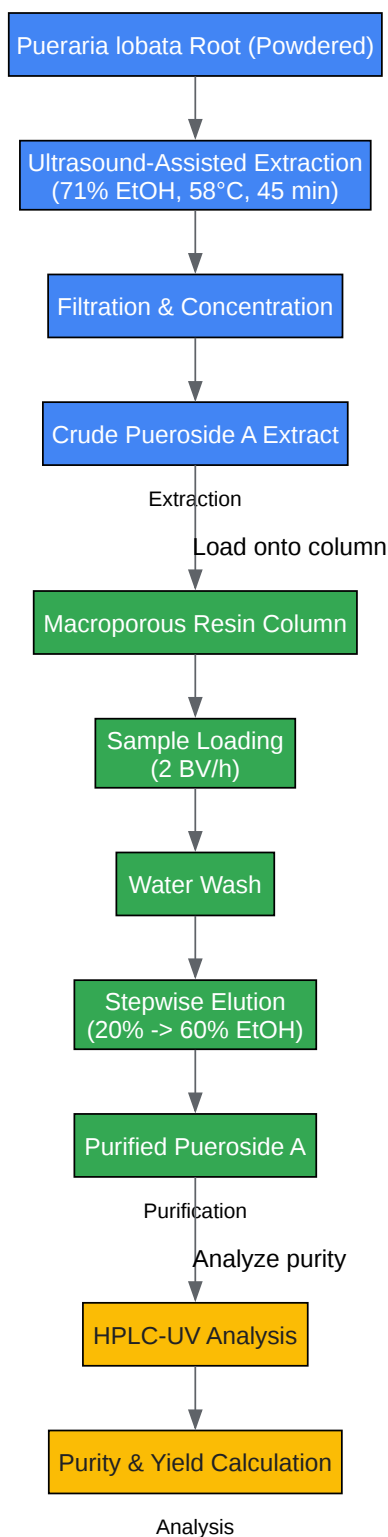 Pueraria lobata Root (Powdered)
Ultrasound-Assisted Extraction
(71% EtOH, 58°C, 45 min)
Filtration & Concentration
Crude Pueroside A Extract
Extraction
Load onto column
Macroporous Resin Column
Sample Loading
(2 BV/h)
Water Wash
Stepwise Elution
(20% -> 60% EtOH)
Purified Pueroside A
Purification
Analyze purity
HPLC-UV Analysis
Purity & Yield Calculation
Analysis